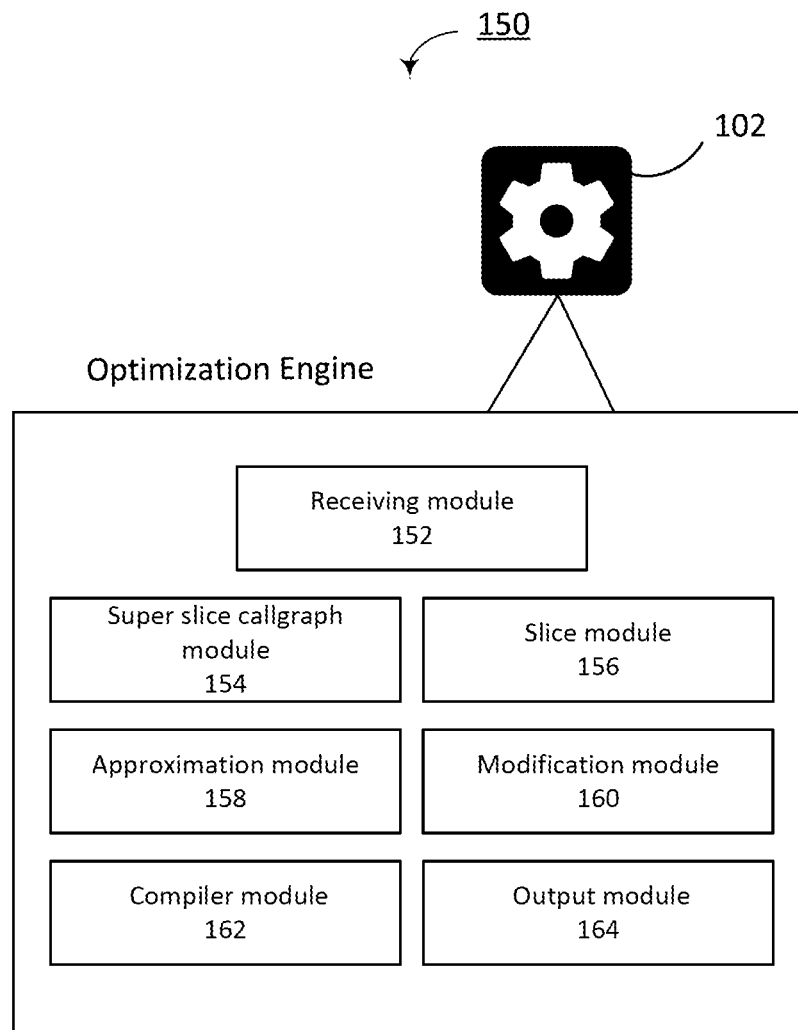 150
102
Optimization Engine
Receiving module
152
Super slice callgraph
module
154
Slice module
156
Approximation module
158
Modification module
160
Compiler module
162
Output module
164